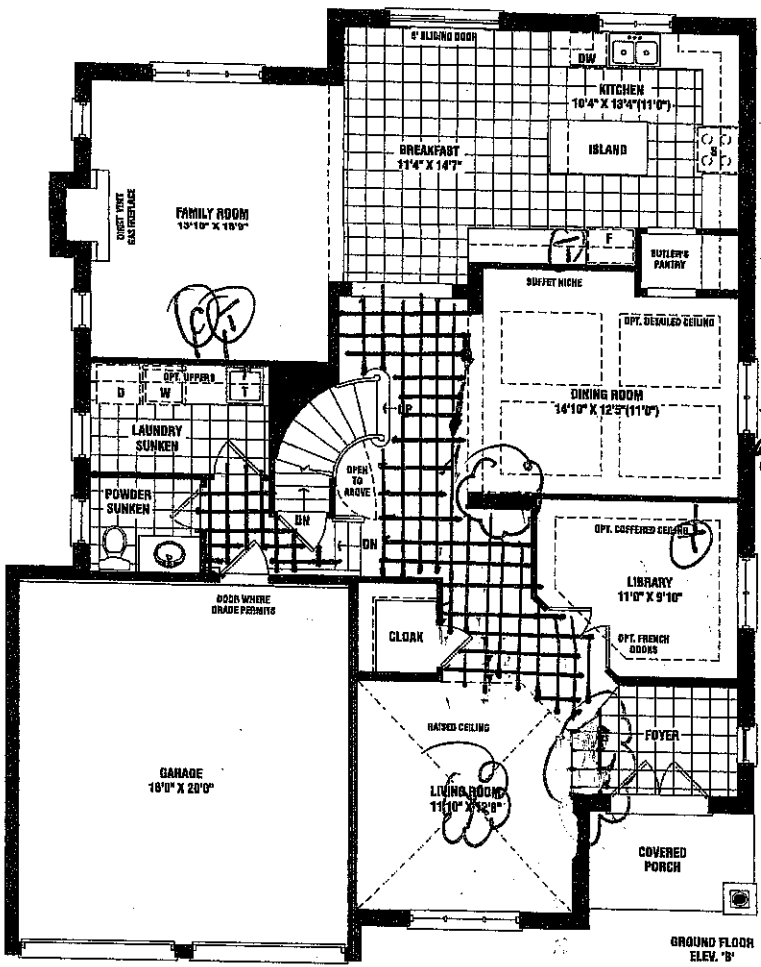 6' SLIDING DOOR
DW
KITCHEN
10'4" X 13'4"(11'0")
ISLAND
BREAKFAST
11'4" X 14'7"
DIRECT VENT
GAS FIREPLACE
FAMILY ROOM
T
F
BUTLER'S
PANTRY
BUFFET NICHE
C T
OPT. DETAILED CEILING
OPT. UPPERS
D
W
T
UP
DINING ROOM
14'10" X 12'5"(11'0")
LAUNDRY
SUNKEN
OPEN
TO
ABOVE
POWDER
SUNKEN
DN
DN
OPT. COFFERED CEILING
T
LIBRARY
11'0" X 9'10"
DOOR WHERE
GRADE PERMITS
CLOAK
OPT. FRENCH
DOORS
RAISED CEILING
FOYER
GARAGE
18'0" X 20'0"
LIVING ROOM
11'10" X 12'8"
COVERED
PORCH
GROUND FLOOR
ELEV. 'B'